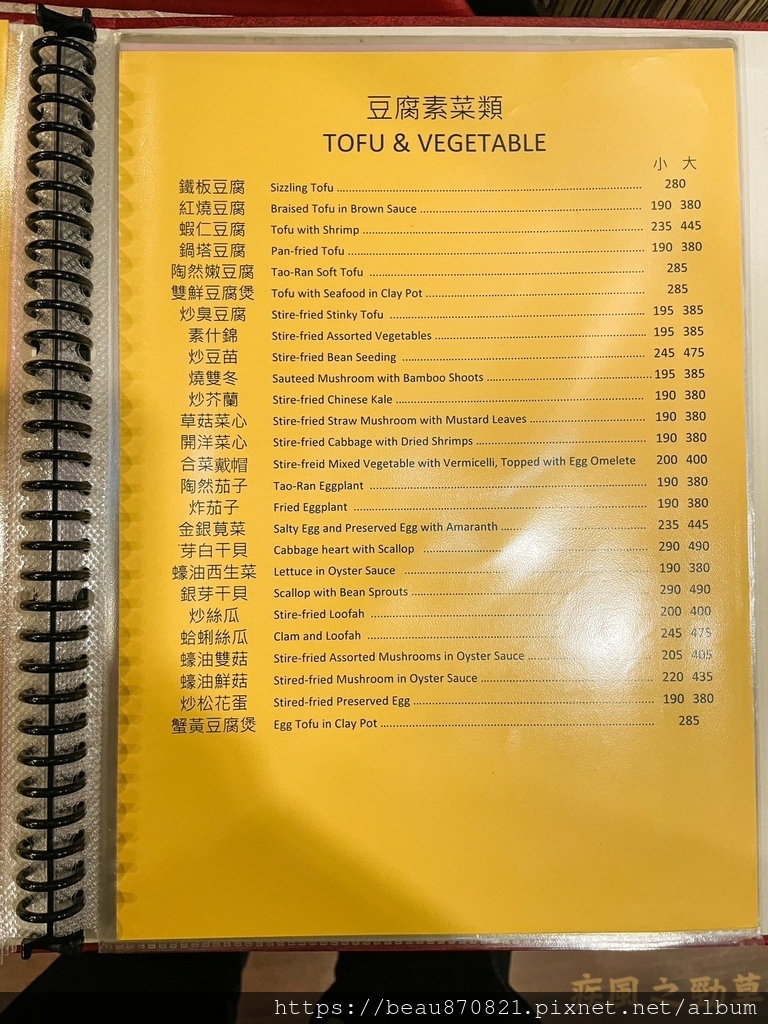 豆腐素菜類
TOFU & VEGETABLE
小 大
鐵板豆腐 Sizzling Tofu 280
紅燒豆腐 Braised Tofu in Brown Sauce 190 380
蝦仁豆腐 Tofu with Shrimp 235 445
鍋塔豆腐 Pan-fried Tofu 190 380
陶然嫩豆腐 Tao-Ran Soft Tofu 285
雙鮮豆腐煲 Tofu with Seafood in Clay Pot 285
炒臭豆腐 Stire-fried Stinky Tofu 195 385
素什錦 Stire-fried Assorted Vegetables 195 385
炒豆苗 Stire-fried Bean Seeding 245 475
燒雙冬 Sauteed Mushroom with Bamboo Shoots 195 385
炒芥蘭 Stire-fried Chinese Kale 190 380
草菇菜心 Stire-fried Straw Mushroom with Mustard Leaves 190 380
開洋菜心 Stire-fried Cabbage with Dried Shrimps 190 380
合菜戴帽 Stire-freid Mixed Vegetable with Vermicelli, Topped with Egg Omelete 200 400
陶然茄子 Tao-Ran Eggplant 190 380
炸茄子 Fried Eggplant 190 380
金銀莧菜 Salty Egg and Preserved Egg with Amaranth 235 445
芽白干貝 Cabbage heart with Scallop 290 490
蠔油西生菜 Lettuce in Oyster Sauce 190 380
銀芽干貝 Scallop with Bean Sprouts 290 490
炒絲瓜 Stire-fried Loofah 200 400
蛤蜊絲瓜 Clam and Loofah 245 475
蠔油雙菇 Stire-fried Assorted Mushrooms in Oyster Sauce 205 405
蠔油鮮菇 Stired-fried Mushroom in Oyster Sauce 220 435
炒松花蛋 Stired-fried Preserved Egg 190 380
蟹黃豆腐煲 Egg Tofu in Clay Pot 285
疾風之勁草
https://beau870821.pixnet.net/album